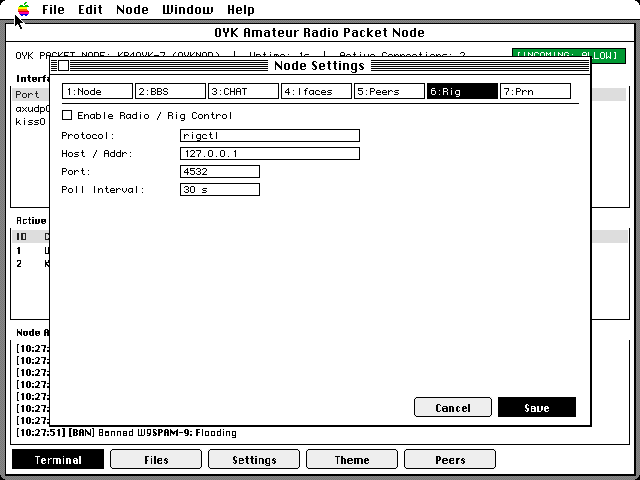 File Edit Node Window Help
OYK Amateur Radio Packet Node
OYK PACKET NODE: KP4OYK-7 (OYKNOD) | Uptime: 1s | Active Connections: 2
[INCOMING: ALLOW]
Node Settings
Interfa
Port
axudp0
kiss0
1:Node 2:BBS 3:CHAT 4:Ifaces 5:Peers 6:Rig 7:Prn
Enable Radio / Rig Control
Protocol: rigctl
Host / Addr: 127.0.0.1
Port: 4532
Poll Interval: 30 s
Active
ID
1
2
Node A
[10:27:
[10:27:
[10:27:
[10:27:
[10:27:
[10:27:
[10:27:
Cancel Save
[10:27:51] [BAN] Banned W9SPAM-9: Flooding
Terminal Files Settings Theme Peers